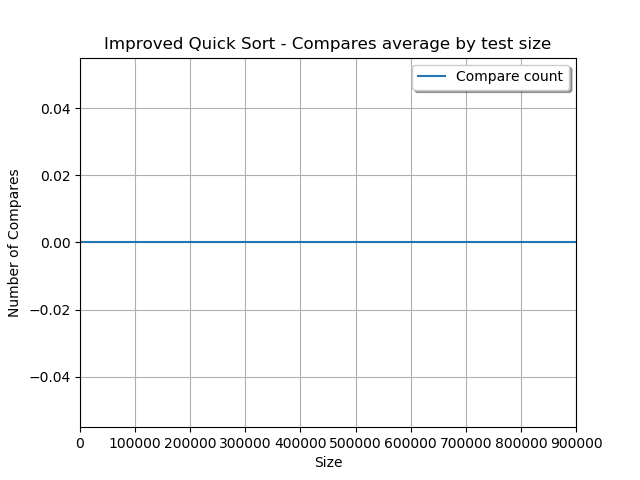 Improved Quick Sort - Compares average by test size
Compare count
0.04
0.02
0.00
−0.02
−0.04
Number of Compares
0 100000 200000 300000 400000 500000 600000 700000 800000 900000
Size